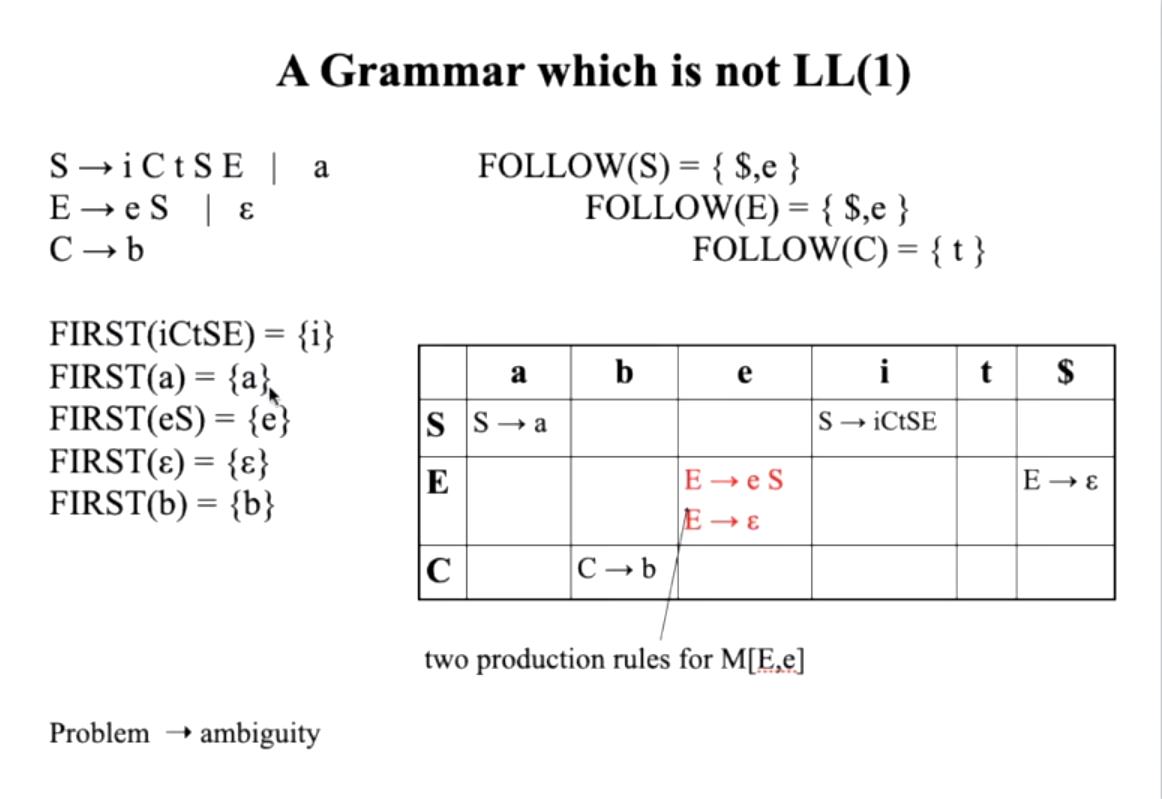 A Grammar which is not LL(1)
S → i C t S E | a
E → e S | ε
C → b
FOLLOW(S) = { $,e }
FOLLOW(E) = { $,e }
FOLLOW(C) = { t }
FIRST(iCtSE) = {i}
FIRST(a) = {a}
FIRST(eS) = {e}
FIRST(ε) = {ε}
FIRST(b) = {b}
a b e i t $
S S → a S → iCtSE
E E → e S E → ε
E → ε
C C → b
two production rules for M[E,e]
Problem → ambiguity